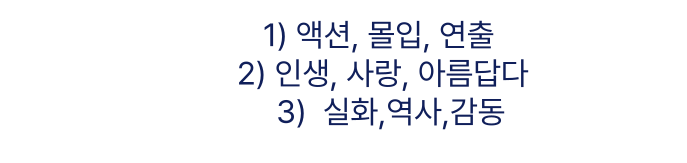 1) 액션, 몰입, 연출
2) 인생, 사랑, 아름답다
3)  실화,역사,감동